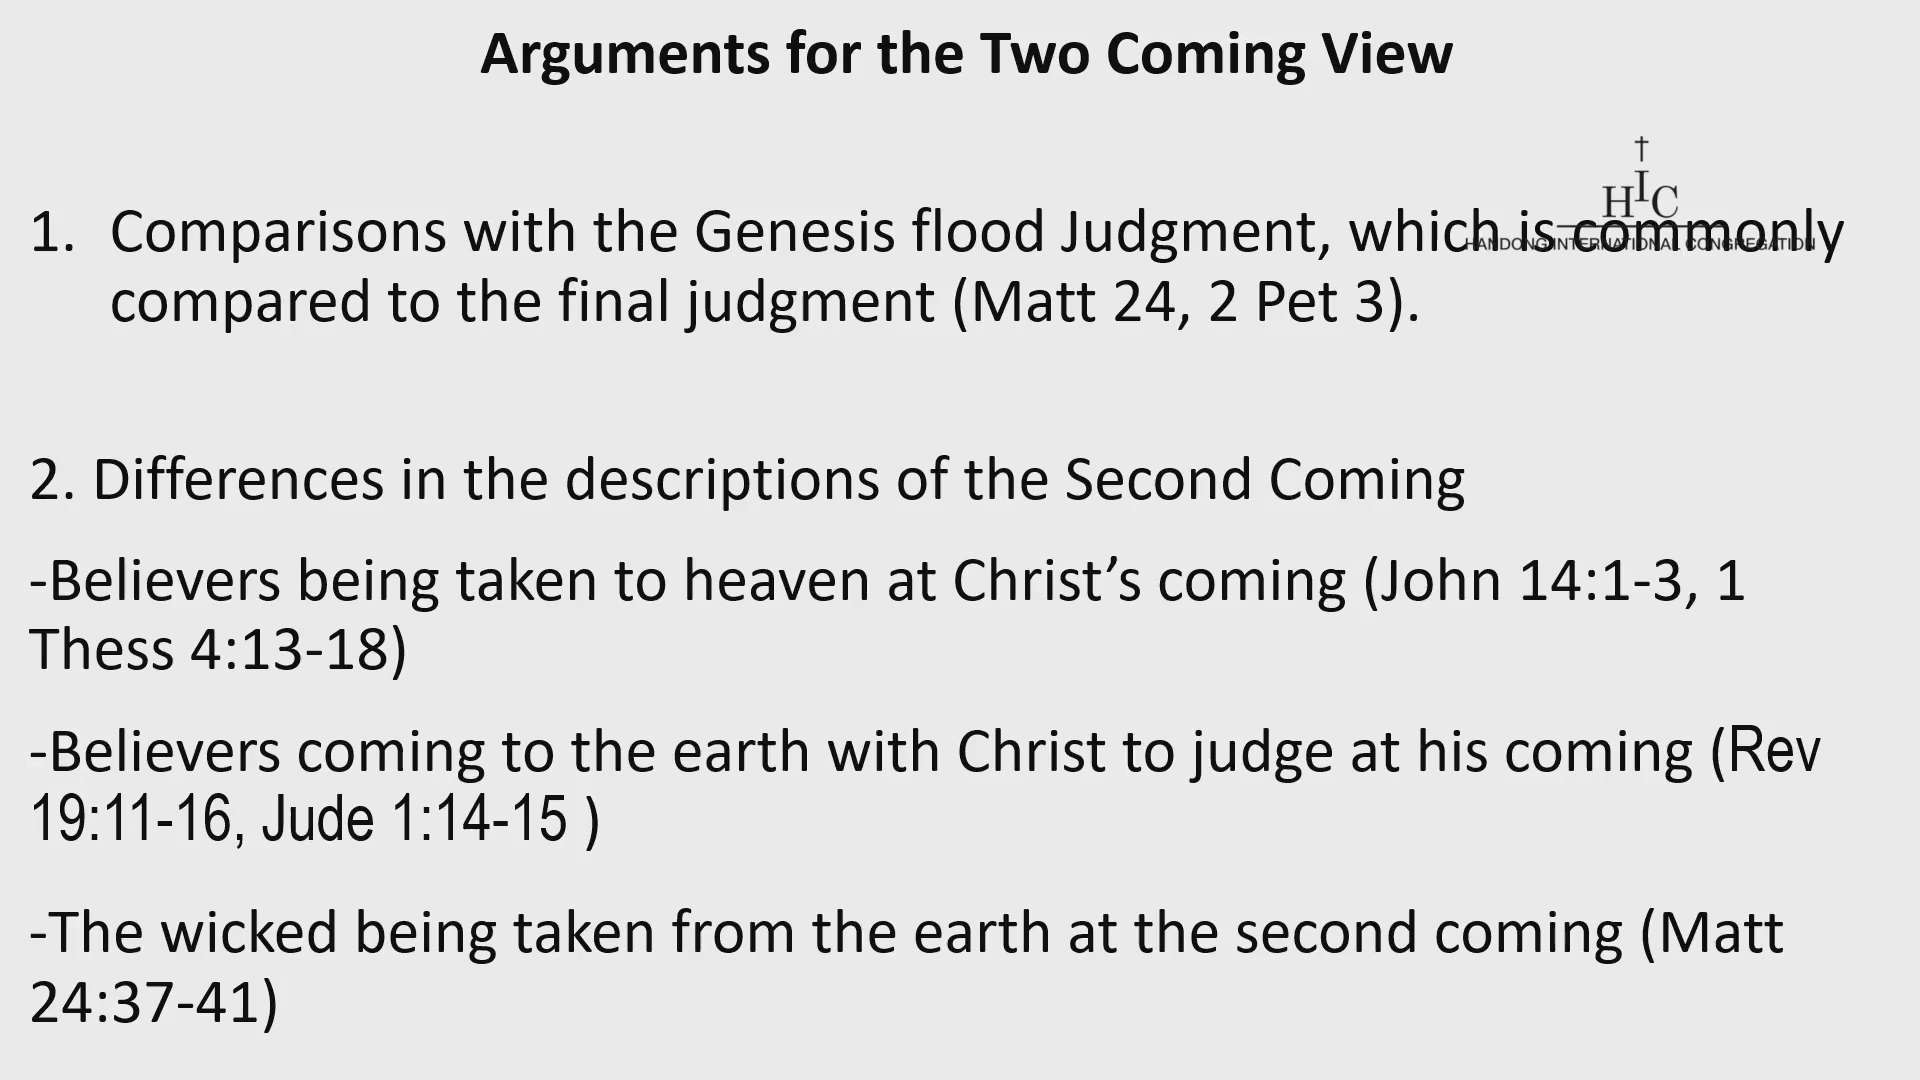 Arguments for the Two Coming View
†
HIC
HANDONG INTERNATIONAL CONGREGATION
1. Comparisons with the Genesis flood Judgment, which is commonly
compared to the final judgment (Matt 24, 2 Pet 3).
2. Differences in the descriptions of the Second Coming
-Believers being taken to heaven at Christ’s coming (John 14:1-3, 1
Thess 4:13-18)
-Believers coming to the earth with Christ to judge at his coming (Rev
19:11-16, Jude 1:14-15 )
-The wicked being taken from the earth at the second coming (Matt
24:37-41)